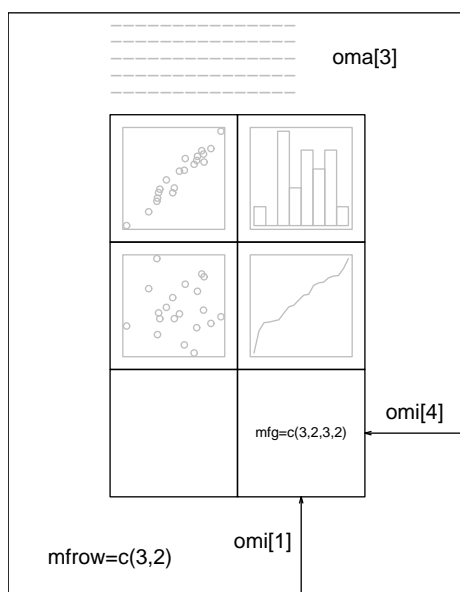 oma[3]
omi[4]
mfg=c(3,2,3,2)
omi[1]
mfrow=c(3,2)